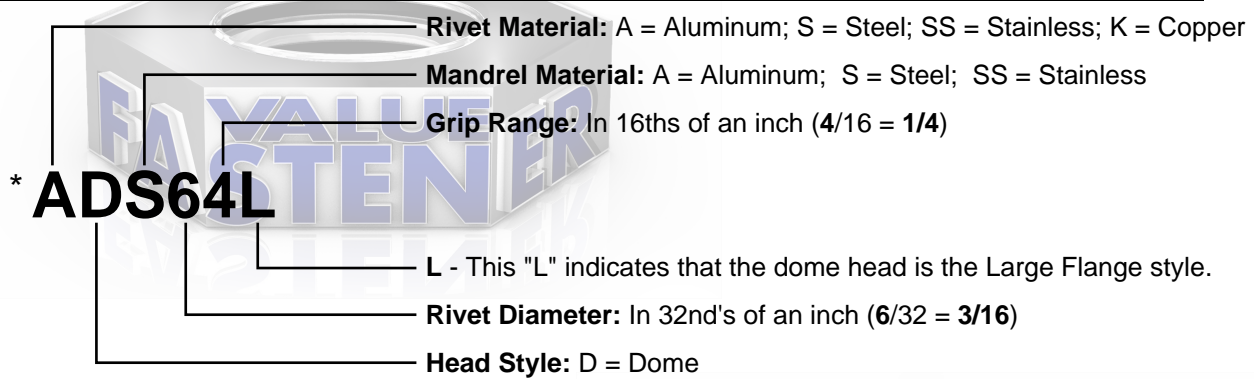 Rivet Material: A = Aluminum; S = Steel; SS = Stainless; K = Copper
Mandrel Material: A = Aluminum; S = Steel; SS = Stainless
Grip Range: In 16ths of an inch (4/16 = 1/4)
VALUE
FASTENER
*ADS64L
L - This "L" indicates that the dome head is the Large Flange style.
Rivet Diameter: In 32nd's of an inch (6/32 = 3/16)
Head Style: D = Dome